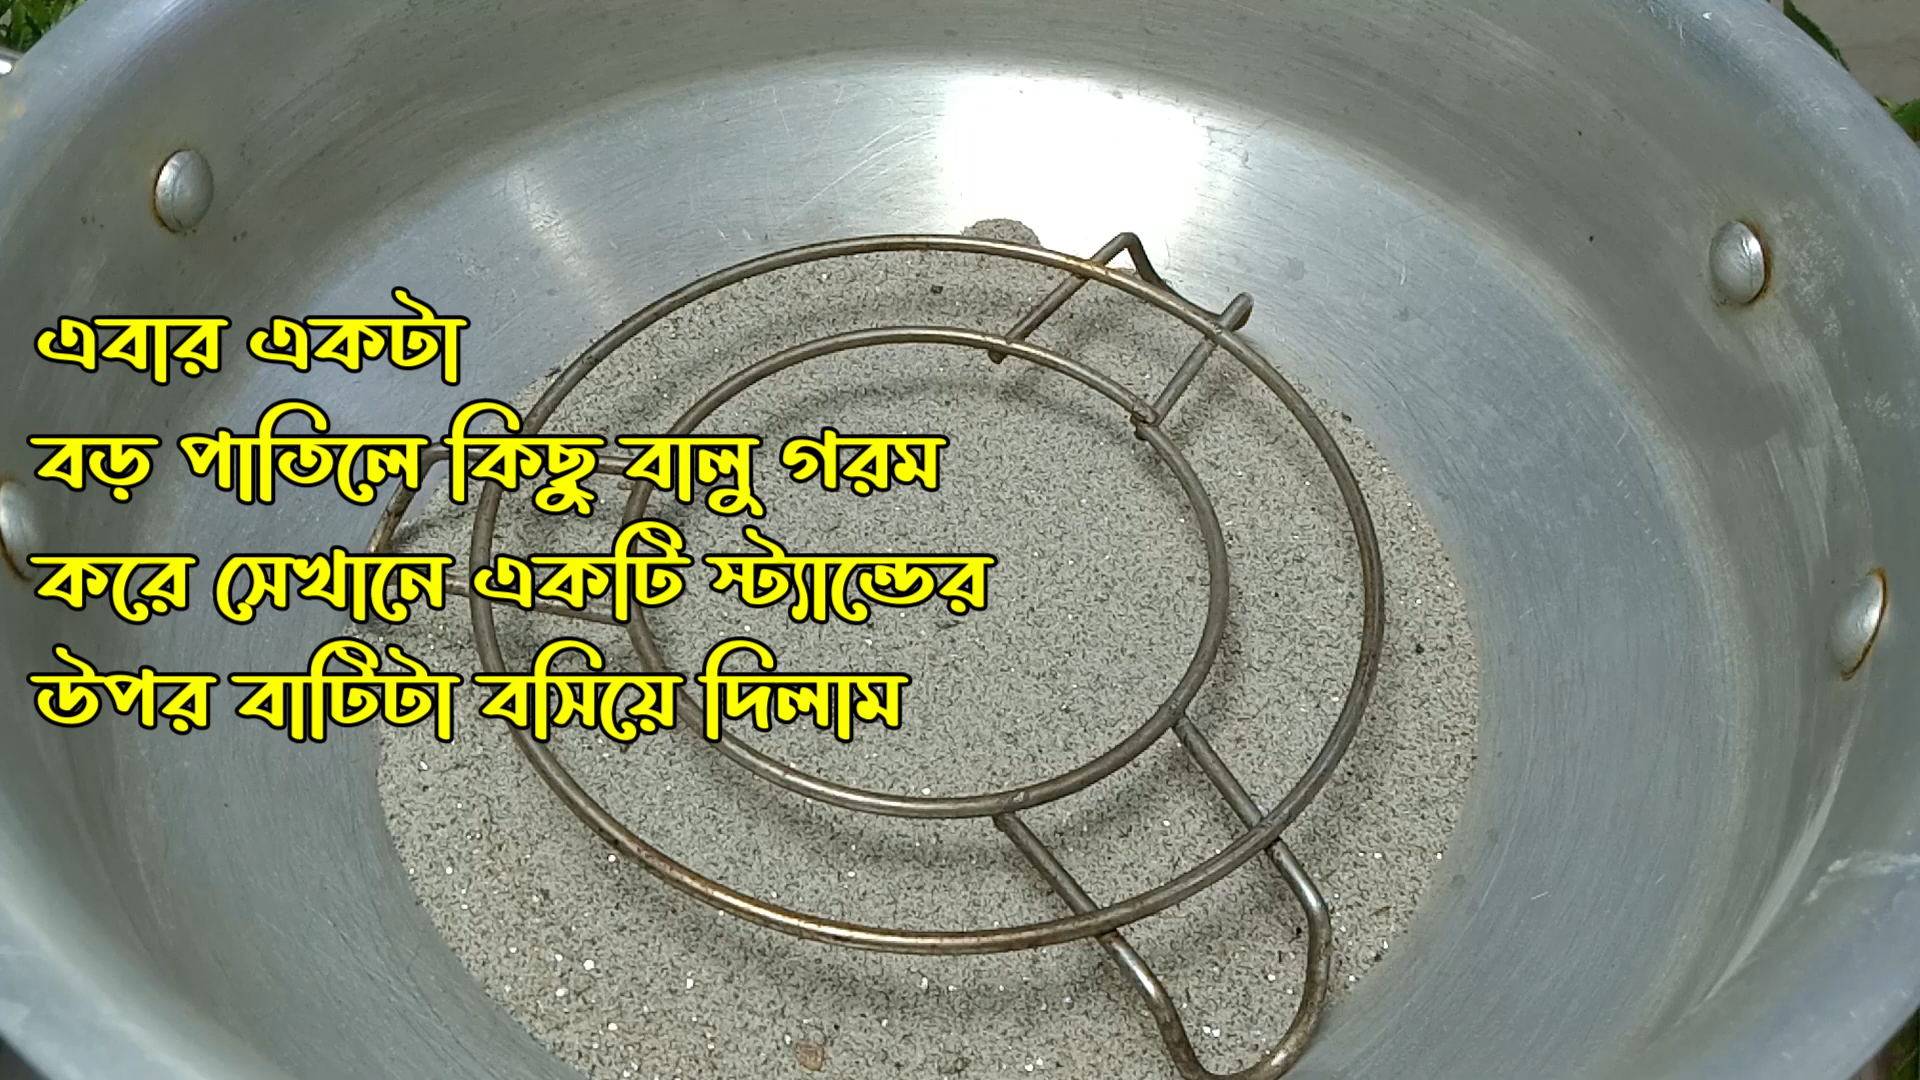 এবার একটা
বড় পাতিলে কিছু বালু গরম
করে সেখানে একটি স্ট্যান্ডের
উপর বাটিটা বসিয়ে দিলাম